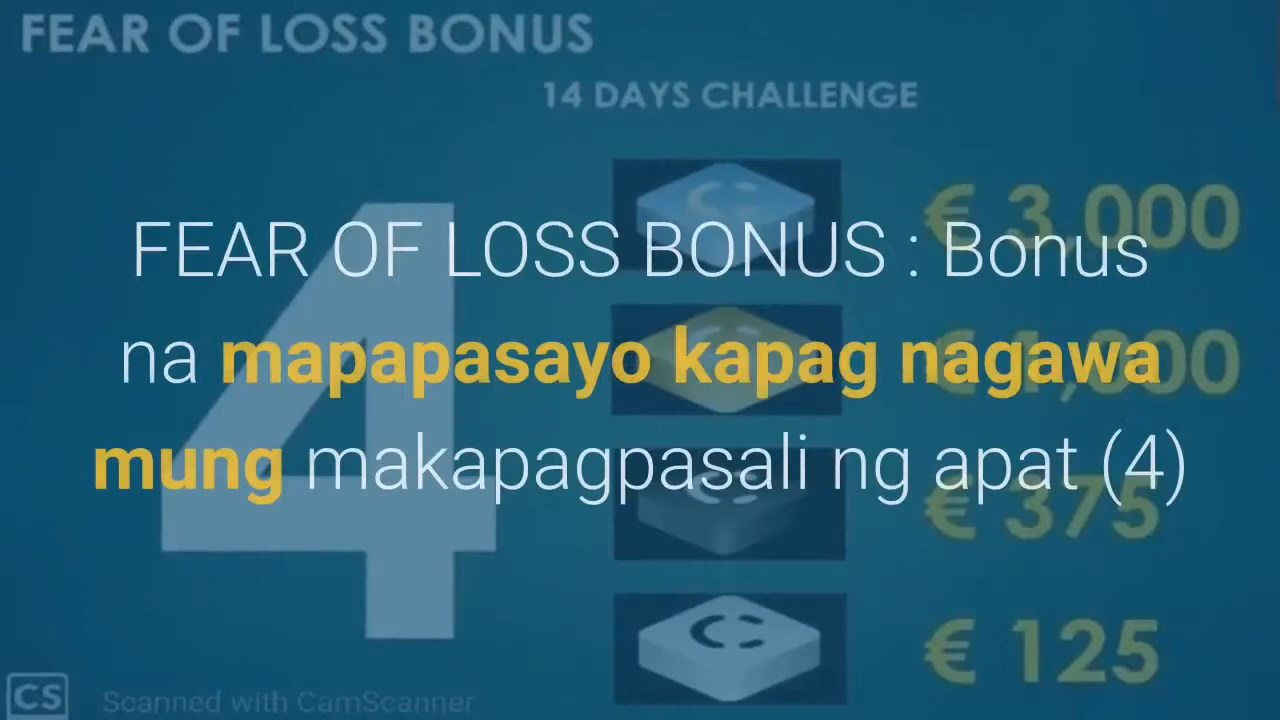 FEAR OF LOSS BONUS
14 DAYS CHALLENGE
€ 3,000
FEAR OF LOSS BONUS : Bonus
na mapapasayo kapag nagawa
mung makapagpasali ng apat (4)
4
€ 375
€ 125
CS Scanned with CamScanner